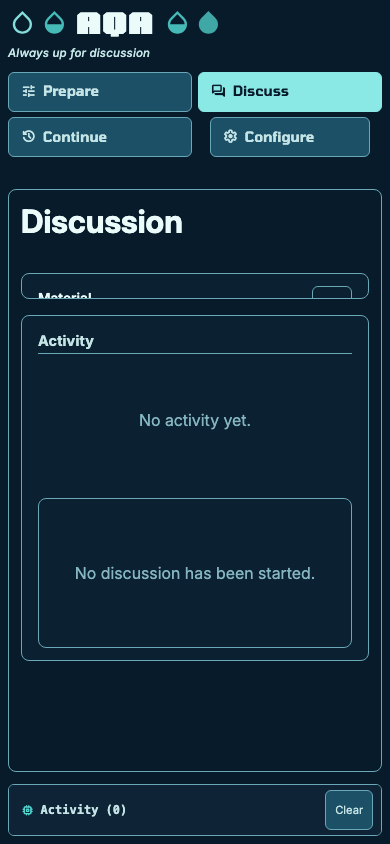 AQA
Always up for discussion
Prepare
Discuss
Continue
Configure
Discussion
Material
Activity
No activity yet.
No discussion has been started.
Activity (0)
Clear